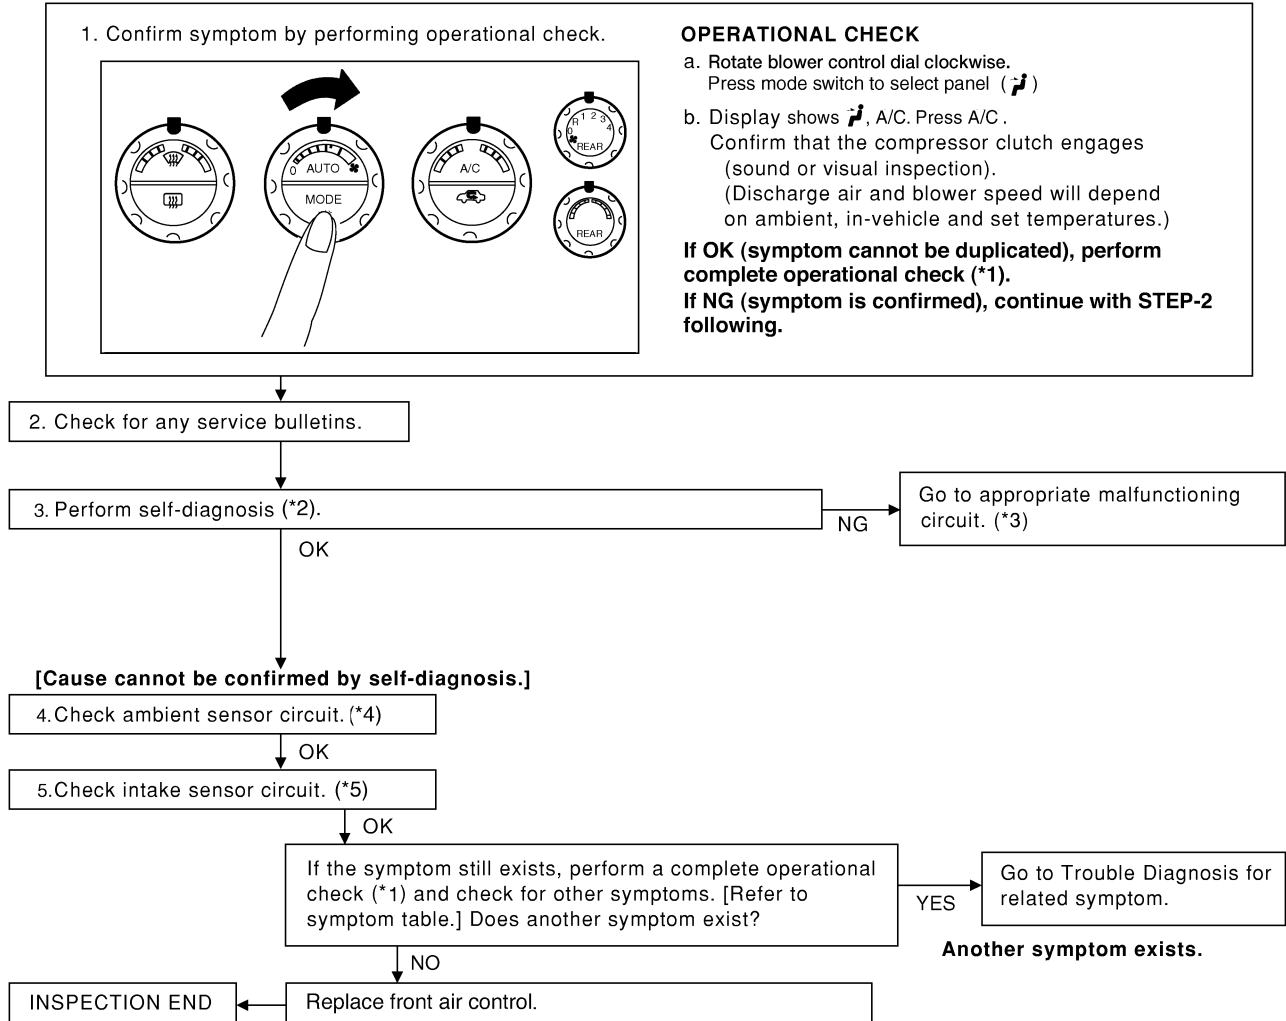 1. Confirm symptom by performing operational check.
0 AUTO
MODE
A/C
0 R 1 2 3 4
REAR
REAR
OPERATIONAL CHECK
a. Rotate blower control dial clockwise.
Press mode switch to select panel ( )
b. Display shows , A/C. Press A/C .
Confirm that the compressor clutch engages
(sound or visual inspection).
(Discharge air and blower speed will depend
on ambient, in-vehicle and set temperatures.)
If OK (symptom cannot be duplicated), perform
complete operational check (*1).
If NG (symptom is confirmed), continue with STEP-2
following.
2. Check for any service bulletins.
3. Perform self-diagnosis (*2).
NG
Go to appropriate malfunctioning
circuit. (*3)
OK
[Cause cannot be confirmed by self-diagnosis.]
4.Check ambient sensor circuit. (*4)
OK
5.Check intake sensor circuit. (*5)
OK
If the symptom still exists, perform a complete operational
check (*1) and check for other symptoms. [Refer to
symptom table.] Does another symptom exist?
YES
Go to Trouble Diagnosis for
related symptom.
Another symptom exists.
NO
Replace front air control.
INSPECTION END